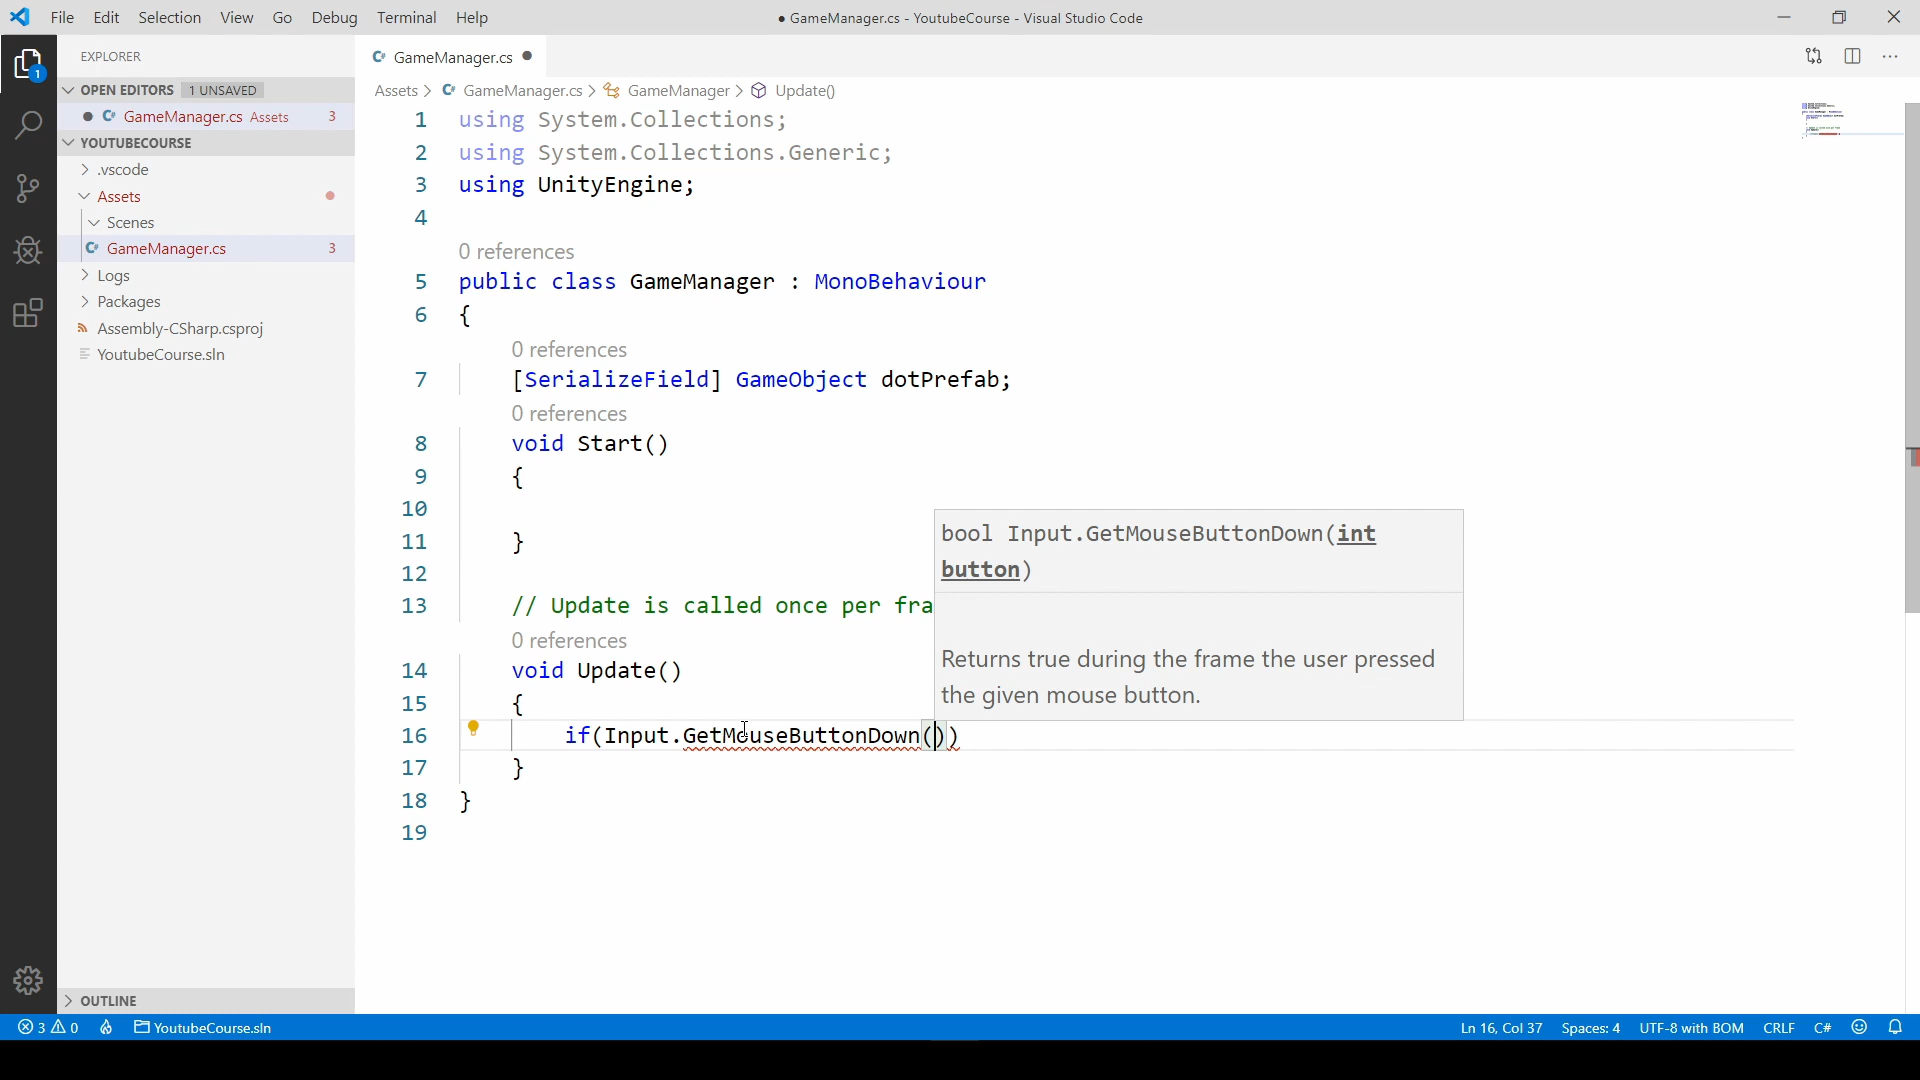 File Edit Selection View Go Debug Terminal Help
● GameManager.cs - YoutubeCourse - Visual Studio Code
1
EXPLORER
OPEN EDITORS 1 UNSAVED
GameManager.cs Assets 3
YOUTUBECOURSE
.vscode
Assets
Scenes
GameManager.cs 3
Logs
Packages
Assembly-CSharp.csproj
YoutubeCourse.sln
OUTLINE
GameManager.cs
Assets > GameManager.cs > GameManager > Update()
1 using System.Collections;
2 using System.Collections.Generic;
3 using UnityEngine;
4
0 references
5 public class GameManager : MonoBehaviour
6 {
0 references
7 [SerializeField] GameObject dotPrefab;
0 references
8 void Start()
9 {
10
11 }
12
13 // Update is called once per fra
0 references
14 void Update()
15 {
16 if(Input.GetMouseButtonDown())
17 }
18 }
19
bool Input.GetMouseButtonDown(int
button)
Returns true during the frame the user pressed
the given mouse button.
3 0 YoutubeCourse.sln
Ln 16, Col 37 Spaces: 4 UTF-8 with BOM CRLF C#